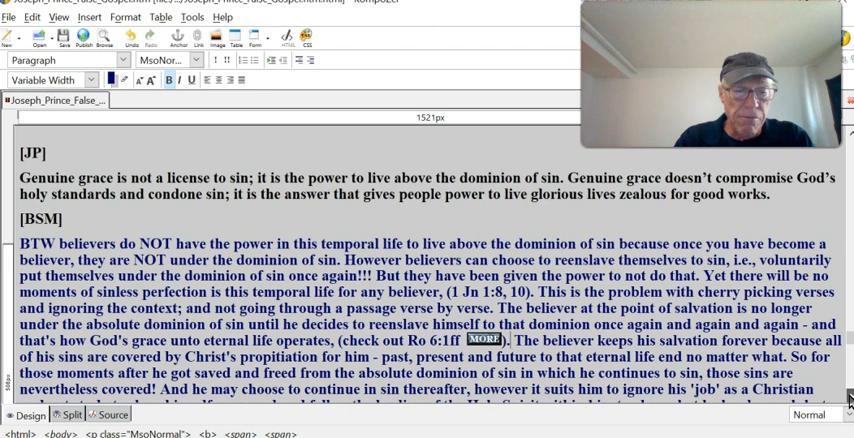 Joseph_Prince_False_Gospel.htm
File Edit View Insert Format Table Tools Help
New Open Save Publish Browse Undo Redo Anchor Link Image Table Form HTML CSS
Paragraph MsoNor...
Variable Width B I U
Joseph_Prince_False_...
1521px
[JP]
Genuine grace is not a license to sin; it is the power to live above the dominion of sin. Genuine grace doesn't compromise God's
holy standards and condone sin; it is the answer that gives people power to live glorious lives zealous for good works.
[BSM]
BTW believers do NOT have the power in this temporal life to live above the dominion of sin because once you have become a
believer, they are NOT under the dominion of sin. However believers can choose to reenslave themselves to sin, i.e., voluntarily
put themselves under the dominion of sin once again!!! But they have been given the power to not do that. Yet there will be no
moments of sinless perfection is this temporal life for any believer, (1 Jn 1:8, 10). This is the problem with cherry picking verses
and ignoring the context; and not going through a passage verse by verse. The believer at the point of salvation is no longer
under the absolute dominion of sin until he decides to reenslave himself to that dominion once again and again and again - and
that's how God's grace unto eternal life operates, (check out Ro 6:1ff MORE). The believer keeps his salvation forever because all
of his sins are covered by Christ's propitiation for him - past, present and future to that eternal life end no matter what. So for
those moments after he got saved and freed from the absolute dominion of sin in which he continues to sin, those sins are
nevertheless covered! And he may choose to continue in sin thereafter, however it suits him to ignore his 'job' as a Christian
Design Split Source
Normal
<html> <body> <p class="MsoNormal"> <b> <span> <span>